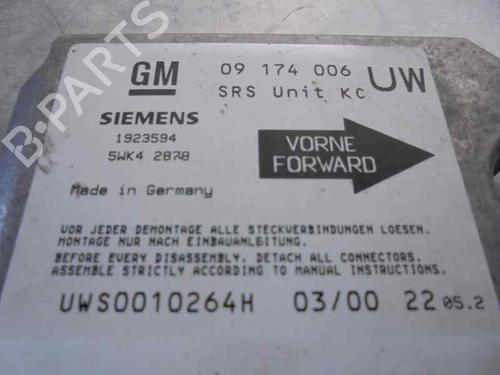 GM
09 174 006 UW
SRS Unit KC
SIEMENS
1923594
5WK4 2878
VORNE
FORWARD
Made in Germany
VOR JEDER DEMONTAGE ALLE STECKVERBINDUNGEN LOESEN.
MONTAGE NUR NACH EINBAUANLEITUNG.
BEFORE EVERY DISASSEMBLY. DISCONNECT ALL CONNECTIONS.
ASSEMBLE STRICTLY ACCORDING TO MANUAL INSTRUCTIONS.
UWS0010264H 03/00 22 05.2
B-PARTS